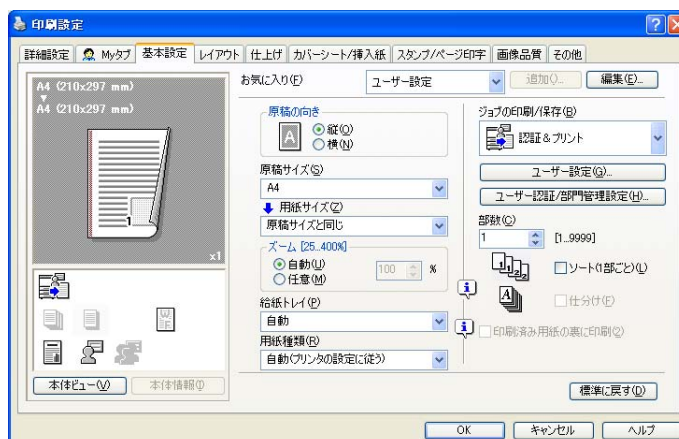 印刷設定
詳細設定 Myタブ 基本設定 レイアウト 仕上げ カバーシート/挿入紙 スタンプ/ページ印字 画像品質 その他
A4 (210x297 mm)
A4 (210x297 mm)
1
x1
本体ビュー(V) 本体情報(I)
お気に入り(F) ユーザー設定 追加()... 編集(E)...
原稿の向き
A
縦(O)
横(N)
原稿サイズ(S)
A4
用紙サイズ(Z)
原稿サイズと同じ
ズーム [25..400%]
自動(U)
任意(M)
100 %
給紙トレイ(P)
自動
用紙種類(R)
自動(プリンタの設定に従う)
ジョブの印刷/保存(B)
認証&プリント
ユーザー設定(G)...
ユーザー認証/部門管理設定(H)...
部数(C)
1 [1..9999]
1 1 2 2
ソート(1部ごと)(L)
A
仕分け(F)
印刷済み用紙の裏に印刷(2)
標準に戻す(D)
OK キャンセル ヘルプ